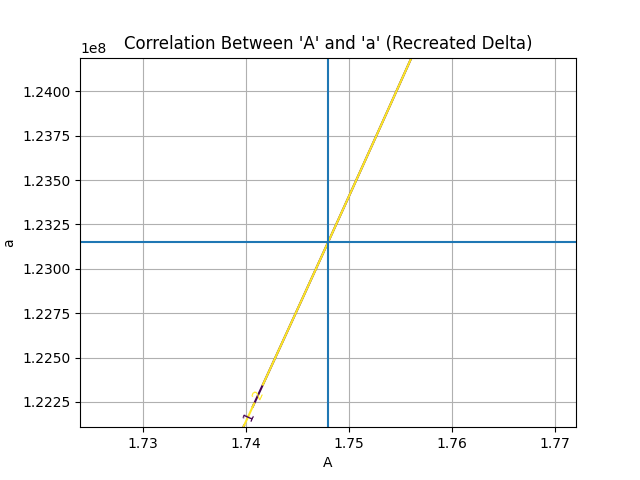 Correlation Between 'A' and 'a' (Recreated Delta)
1e8
1.2400
1.2375
1.2350
1.2325
1.2300
1.2275
1.2250
1.2225
a
2
1
1.73 1.74 1.75 1.76 1.77
A